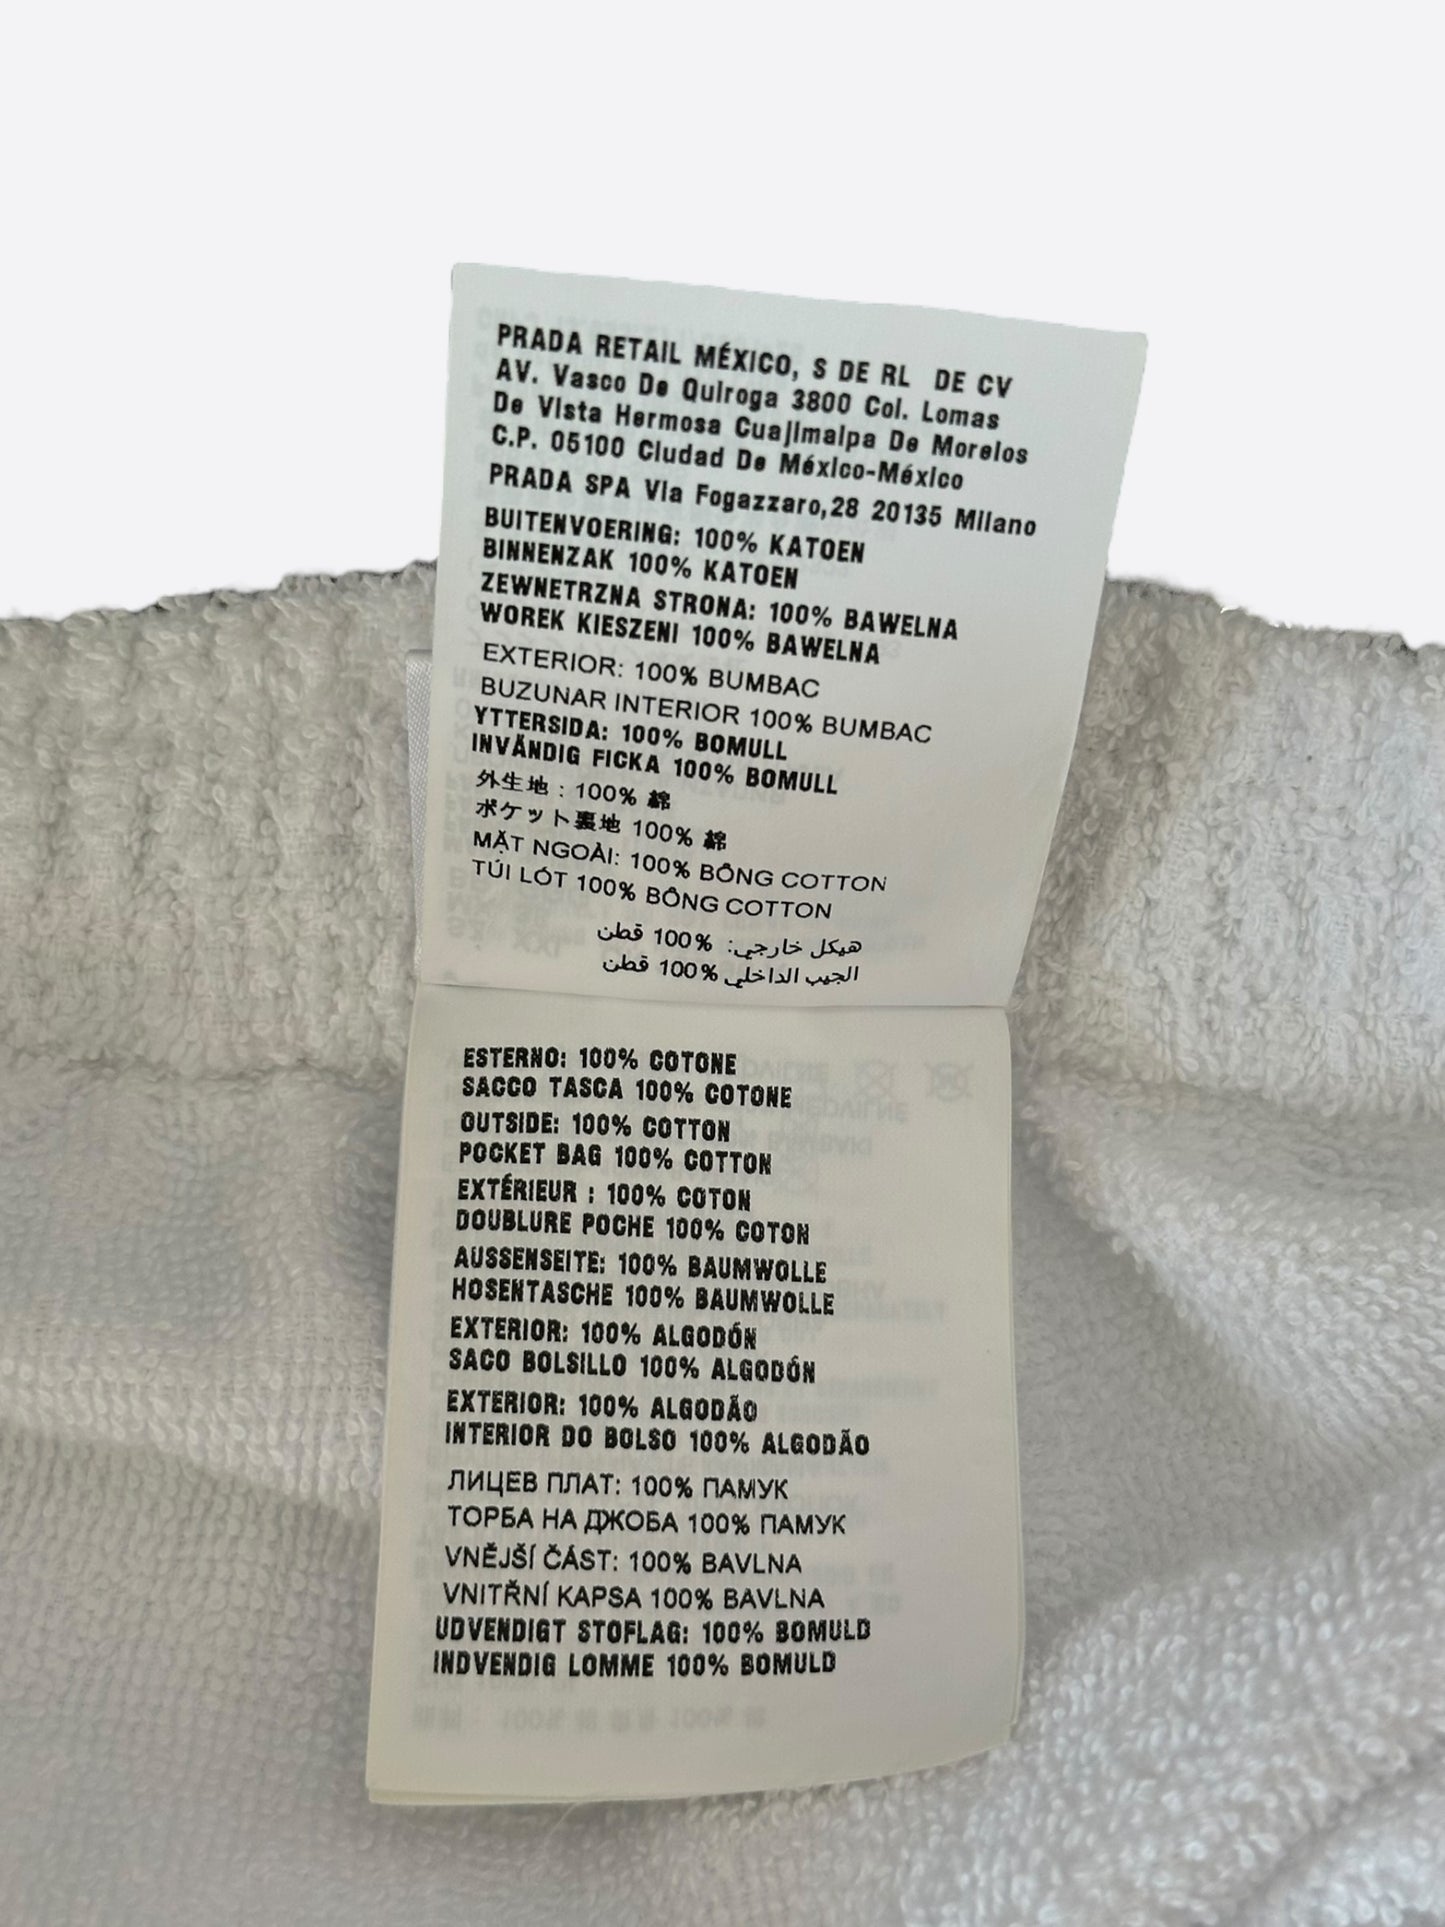 PRADA RETAIL MÉXICO, S DE RL DE CV
AV. Vasco De Quiroga 3800 Col. Lomas
De Vista Hermosa Cuajimalpa De Morelos
C.P. 05100 Ciudad De México-México
PRADA SPA Via Fogazzaro,28 20135 Milano
BUITENVOERING: 100% KATOEN
BINNENZAK 100% KATOEN
ZEWNETRZNA STRONA: 100% BAWELNA
WOREK KIESZENI 100% BAWELNA
EXTERIOR: 100% BUMBAC
BUZUNAR INTERIOR 100% BUMBAC
YTTERSIDA: 100% BOMULL
INVÄNDIG FICKA 100% BOMULL
外生地 : 100% 綿
ポケット裏地 100% 綿
MẶT NGOÀI: 100% BÔNG COTTON
TÚI LÓT 100% BÔNG COTTON
هيكل خارجي: %100 قطن
الجيب الداخلي %100 قطن
ESTERNO: 100% COTONE
SACCO TASCA 100% COTONE
OUTSIDE: 100% COTTON
POCKET BAG 100% COTTON
EXTÉRIEUR : 100% COTON
DOUBLURE POCHE 100% COTON
AUSSENSEITE: 100% BAUMWOLLE
HOSENTASCHE 100% BAUMWOLLE
EXTERIOR: 100% ALGODÓN
SACO BOLSILLO 100% ALGODÓN
EXTERIOR: 100% ALGODÃO
INTERIOR DO BOLSO 100% ALGODÃO
ЛИЦЕВ ПЛАТ: 100% ПАМУК
ТОРБА НА ДЖОБА 100% ПАМУК
VNĚJŠÍ ČÁST: 100% BAVLNA
VNITŘNÍ KAPSA 100% BAVLNA
UDVENDIGT STOFLAG: 100% BOMULD
INDVENDIG LOMME 100% BOMULD